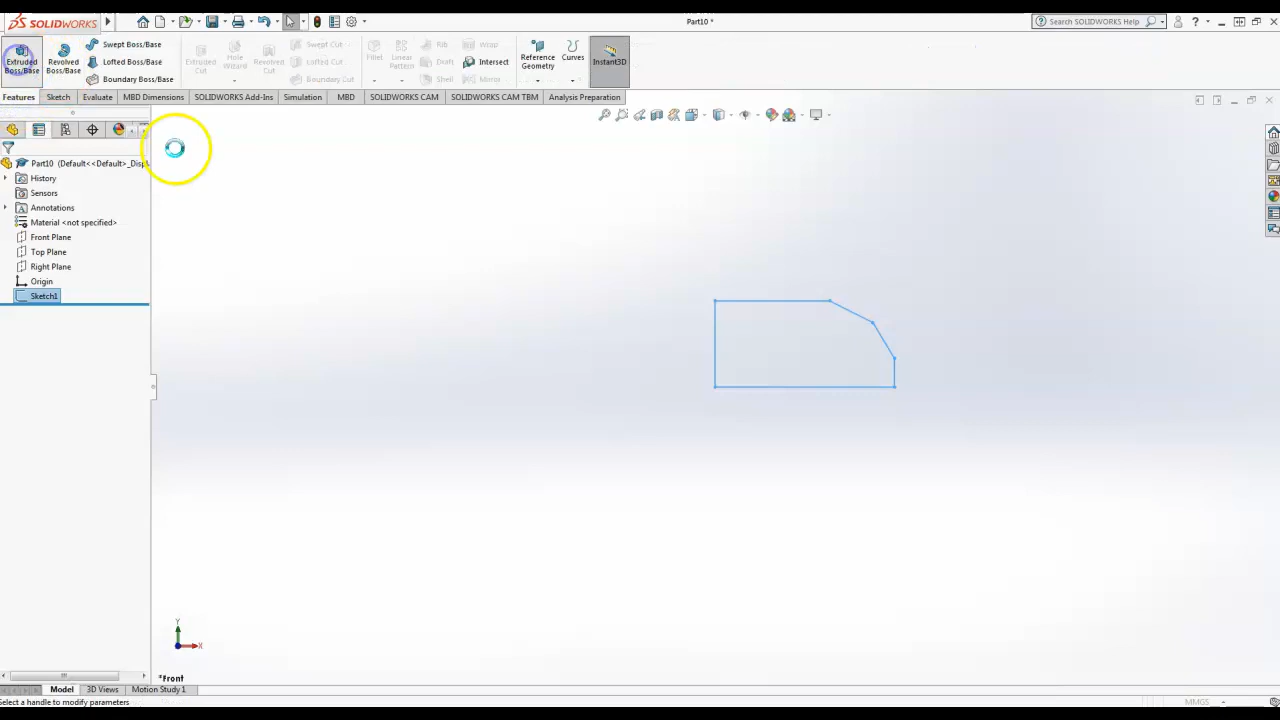 SOLIDWORKS
Part10 *
Search SOLIDWORKS Help
Extruded Boss/Base
Revolved Boss/Base
Swept Boss/Base
Lofted Boss/Base
Boundary Boss/Base
Extruded Cut
Hole Wizard
Revolved Cut
Swept Cut
Lofted Cut
Boundary Cut
Fillet
Linear Pattern
Rib
Draft
Shell
Wrap
Intersect
Mirror
Reference Geometry
Curves
Instant3D
Features
Sketch
Evaluate
MBD Dimensions
SOLIDWORKS Add-Ins
Simulation
MBD
SOLIDWORKS CAM
SOLIDWORKS CAM TBM
Analysis Preparation
Part10 (Default<<Default>_Displ
History
Sensors
Annotations
Material <not specified>
Front Plane
Top Plane
Right Plane
Origin
Sketch1
Y
X
*front
Model
3D Views
Motion Study 1
Select a handle to modify parameters
MMGS